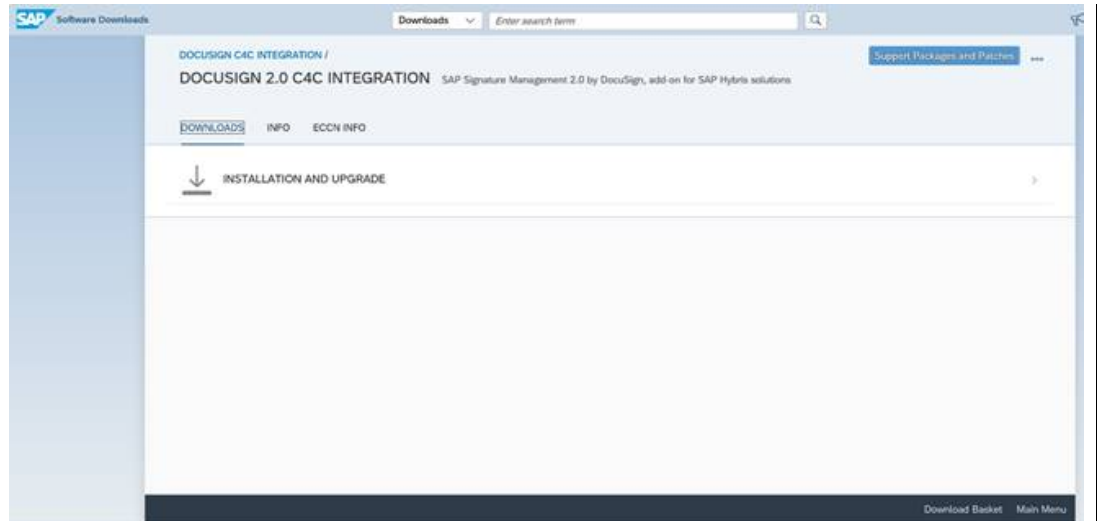 SAP Software Downloads
Downloads Enter search term
DOCUSIGN C4C INTEGRATION /
Support Packages and Patches
DOCUSIGN 2.0 C4C INTEGRATION SAP Signature Management 2.0 by DocuSign, add-on for SAP Hybris solutions
DOWNLOADS INFO ECCN INFO
INSTALLATION AND UPGRADE
Download Basket Main Menu